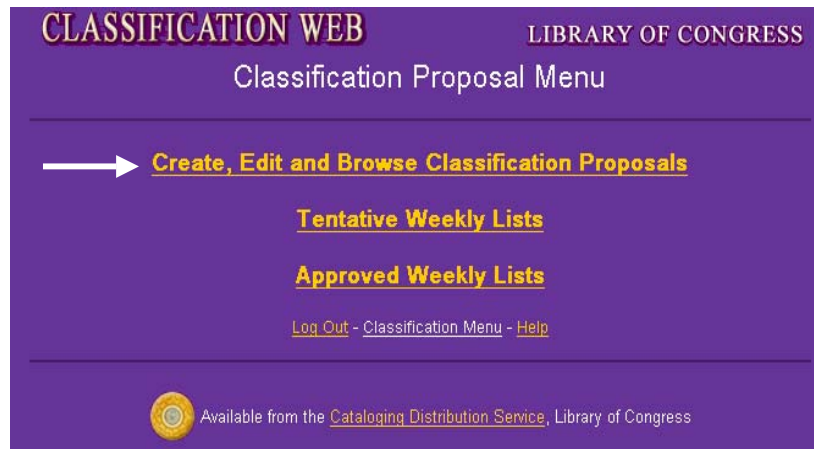 CLASSIFICATION WEB LIBRARY OF CONGRESS
Classification Proposal Menu
Create, Edit and Browse Classification Proposals
Tentative Weekly Lists
Approved Weekly Lists
Log Out - Classification Menu - Help
Available from the Cataloging Distribution Service, Library of Congress